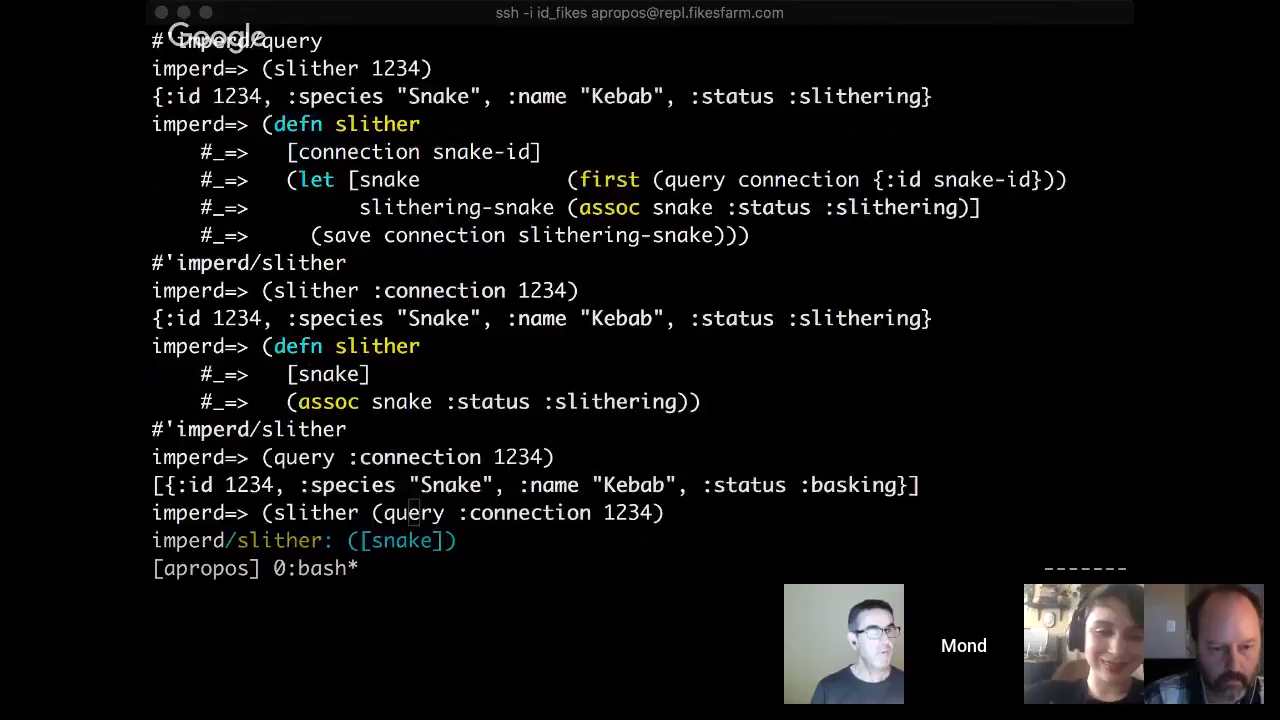 ssh -i id_fikes apropos@repl.fikesfarm.com
Google
#'imperd/query
imperd=> (slither 1234)
{:id 1234, :species "Snake", :name "Kebab", :status :slithering}
imperd=> (defn slither
#_=> [connection snake-id]
#_=> (let [snake (first (query connection {:id snake-id}))
#_=> slithering-snake (assoc snake :status :slithering)]
#_=> (save connection slithering-snake)))
#'imperd/slither
imperd=> (slither :connection 1234)
{:id 1234, :species "Snake", :name "Kebab", :status :slithering}
imperd=> (defn slither
#_=> [snake]
#_=> (assoc snake :status :slithering))
#'imperd/slither
imperd=> (query :connection 1234)
[{:id 1234, :species "Snake", :name "Kebab", :status :basking}]
imperd=> (slither (query :connection 1234)
imperd/slither: ([snake])
[apropos] 0:bash*
-------
Mond